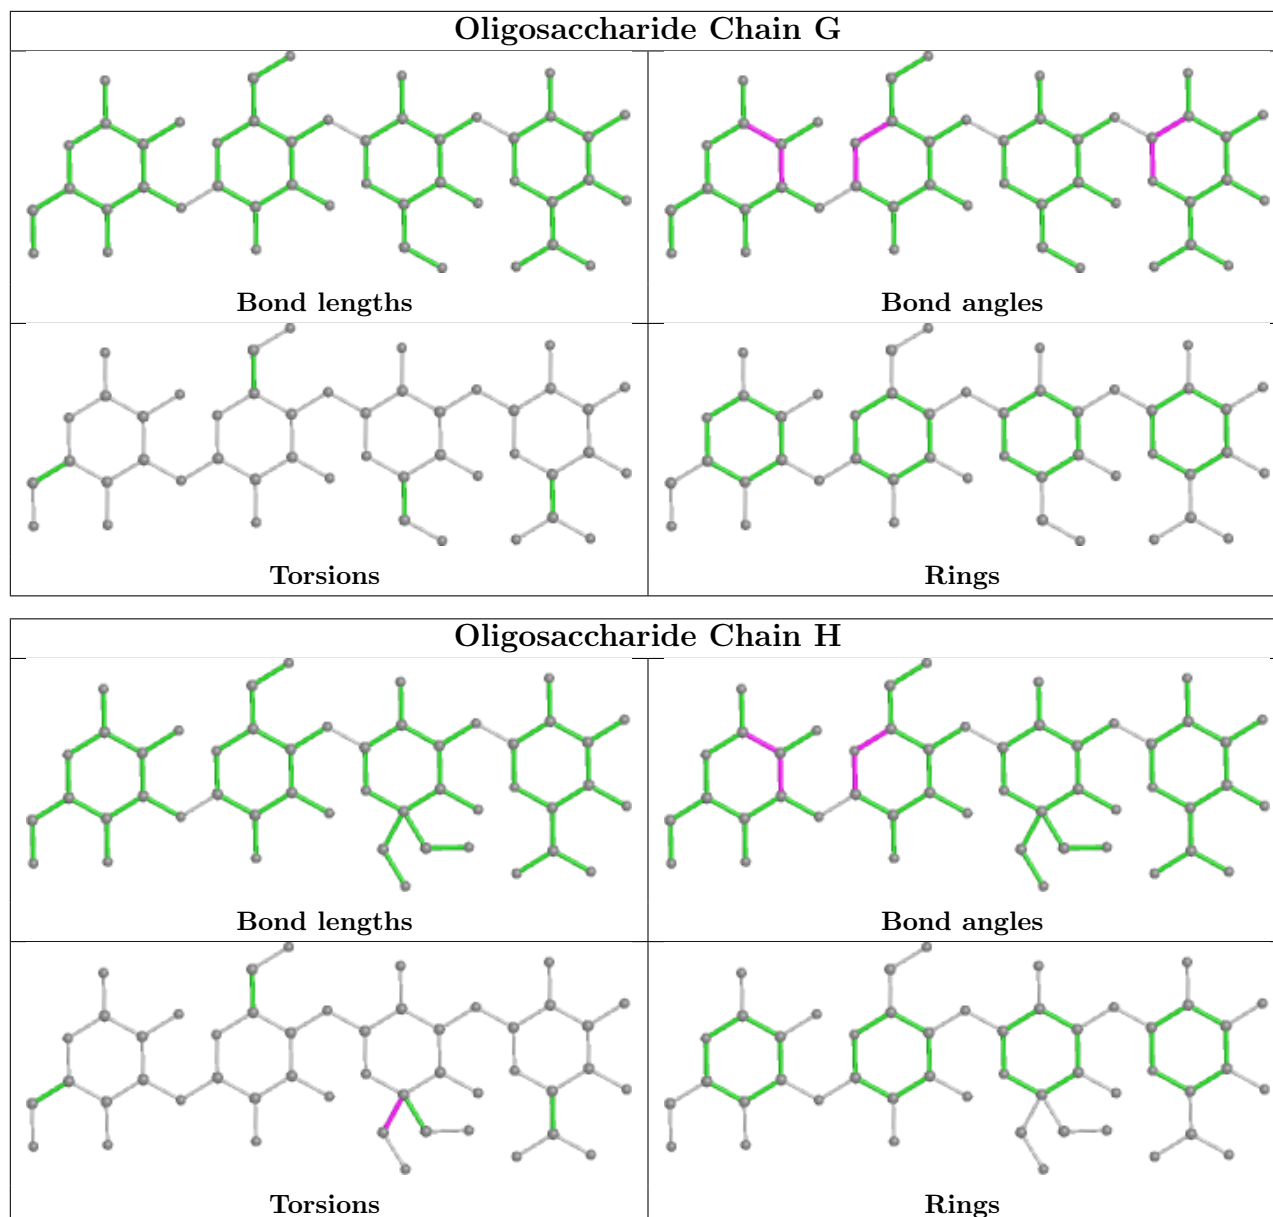 Oligosaccharide Chain G
Bond lengths
Bond angles
Torsions
Rings
Oligosaccharide Chain H
Bond lengths
Bond angles
Torsions
Rings